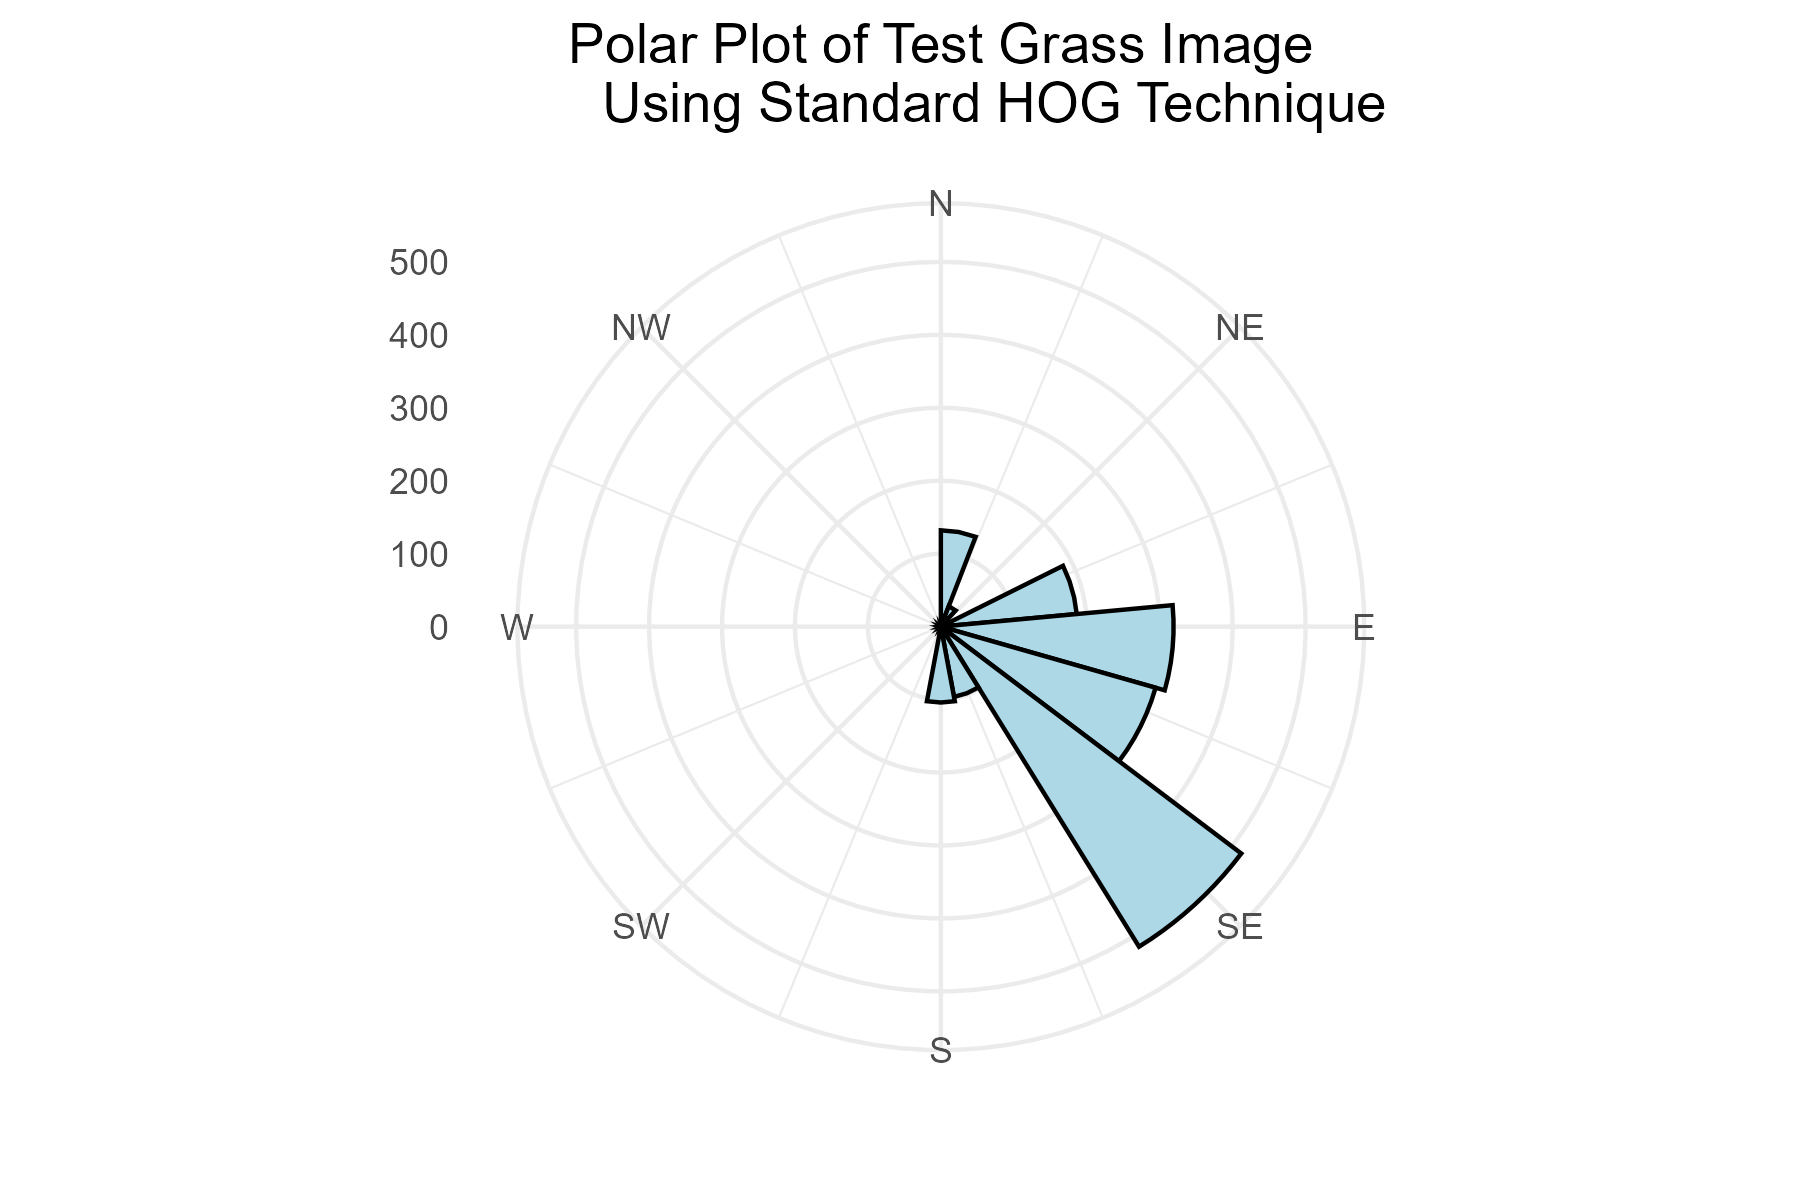 Polar Plot of Test Grass Image
Using Standard HOG Technique
N
500
400
NW
NE
300
200
100
0
W
E
SW
SE
S